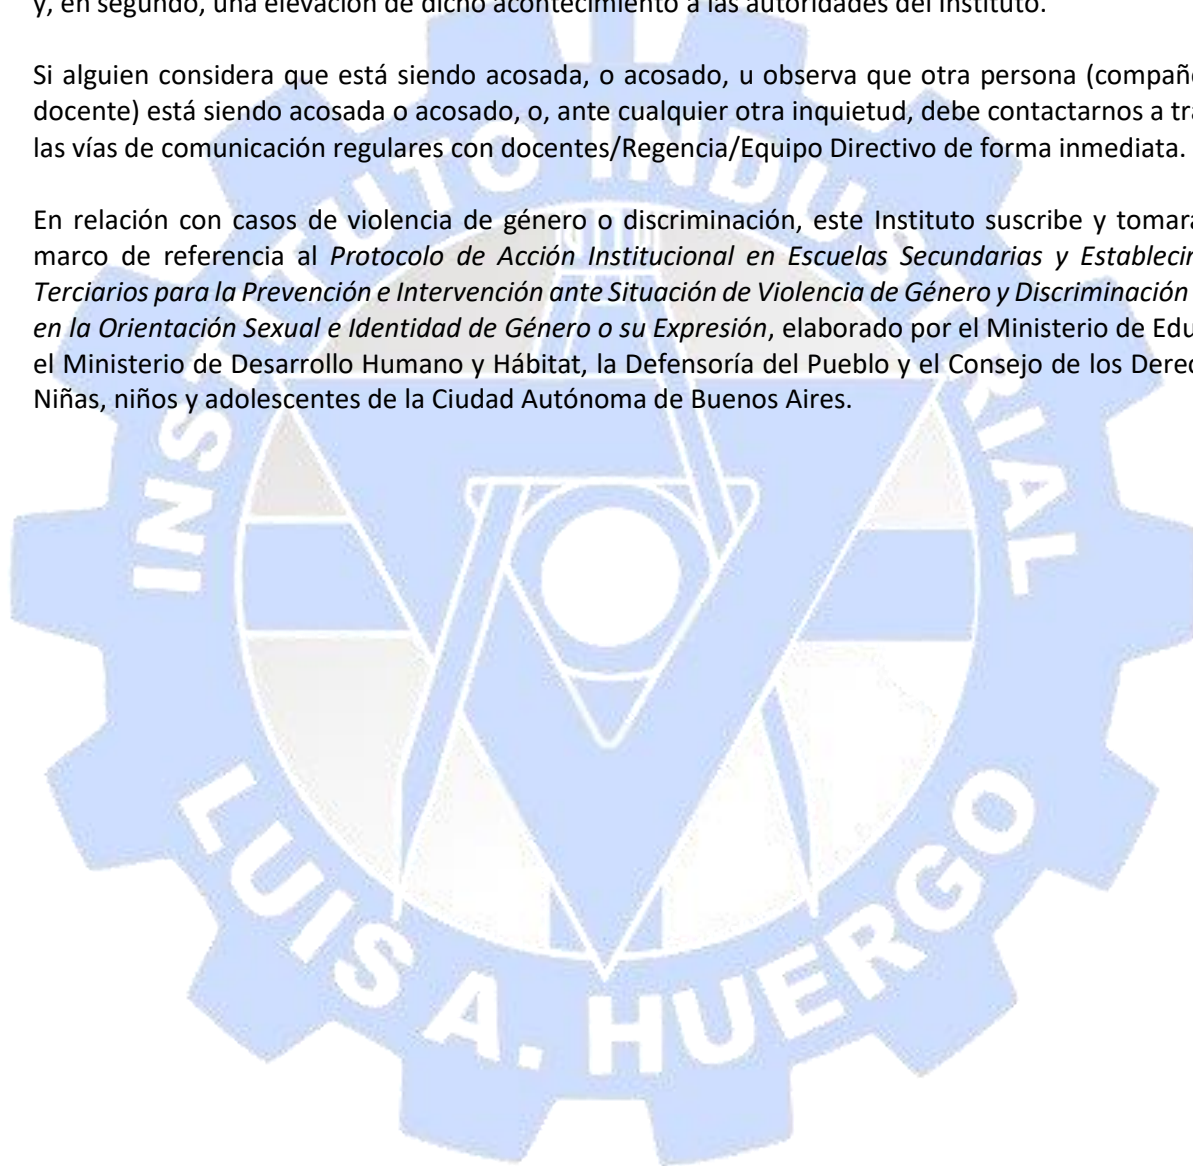 y, en segundo, una elevación de dicho acontecimiento a las autoridades del Instituto.
Si alguien considera que está siendo acosada, o acosado, u observa que otra persona (compañe
docente) está siendo acosada o acosado, o, ante cualquier otra inquietud, debe contactarnos a tra
las vías de comunicación regulares con docentes/Regencia/Equipo Directivo de forma inmediata.
En relación con casos de violencia de género o discriminación, este Instituto suscribe y tomará
marco de referencia al Protocolo de Acción Institucional en Escuelas Secundarias y Establecim
Terciarios para la Prevención e Intervención ante Situación de Violencia de Género y Discriminación
en la Orientación Sexual e Identidad de Género o su Expresión, elaborado por el Ministerio de Edu
el Ministerio de Desarrollo Humano y Hábitat, la Defensoría del Pueblo y el Consejo de los Derec
Niñas, niños y adolescentes de la Ciudad Autónoma de Buenos Aires.
INSTITUTO INDUSTRIAL
LUIS A. HUERGO